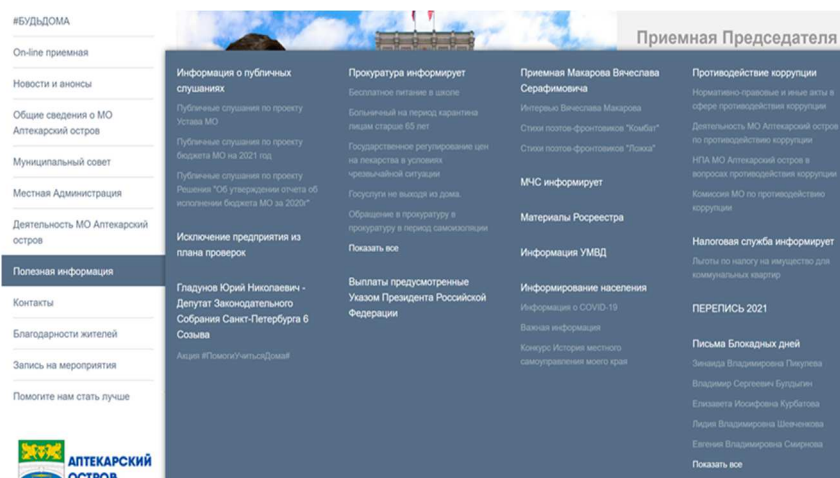 #БУДЬДОМА
On-line приемная
Новости и анонсы
Общие сведения о МО
Аптекарский остров
Муниципальный совет
Местная Администрация
Деятельность МО Аптекарский
остров
Полезная информация
Контакты
Благодарности жителей
Запись на мероприятия
Помогите нам стать лучше
АПТЕКАРСКИЙ
ОСТРОВ
Приемная Председателя
Информация о публичных
слушаниях
Публичные слушания по проекту
Устава МО
Публичные слушания по проекту
бюджета МО на 2021 год
Публичные слушания по проекту
Решения "Об утверждении отчета об
исполнении бюджета МО за 2020г"
Исключение предприятия из
плана проверок
Гладунов Юрий Николаевич -
Депутат Законодательного
Собрания Санкт-Петербурга 6
Созыва
Акция #ПомогиУчитьсяДома#
Прокуратура информирует
Бесплатное питание в школе
Больничный на период карантина
лицам старше 65 лет
Государственное регулирование цен
на лекарства в условиях
чрезвычайной ситуации
Госуслуги не выходя из дома.
Обращение в прокуратуру в
прокуратуру в период самоизоляции
Показать все
Выплаты предусмотренные
Указом Президента Российской
Федерации
Приемная Макарова Вячеслава
Серафимовича
Интервью Вячеслава Макарова
Стихи поэтов-фронтовиков "Комбат"
Стихи поэтов-фронтовиков "Ложка"
МЧС информирует
Материалы Росреестра
Информация УМВД
Информирование населения
Информация о COVID-19
Важная информация
Конкурс История местного
самоуправления моего края
Противодействие коррупции
Нормативно-правовые и иные акты в
сфере противодействия коррупции
Деятельность МО Аптекарский остров
по противодействию коррупции
НПА МО Аптекарский остров в
вопросах противодействия коррупции
Комиссия МО по противодействию
коррупции
Налоговая служба информирует
Льготы по налогу на имущество для
коммунальных квартир
ПЕРЕПИСЬ 2021
Письма Блокадных дней
Зинаида Владимировна Пикулева
Владимир Сергеевич Булдыгин
Елизавета Иосифовна Курбатова
Лидия Владимировна Шевченкова
Евгения Владимировна Смирнова
Показать все